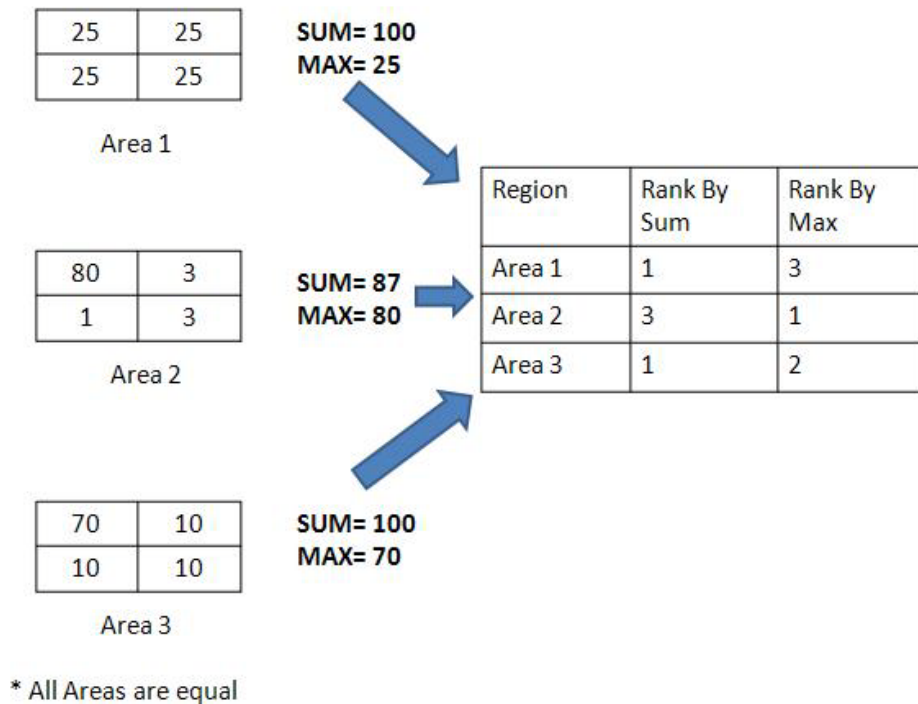 25 25
25 25
SUM= 100
MAX= 25
Area 1
80 3
1 3
SUM= 87
MAX= 80
Area 2
70 10
10 10
SUM= 100
MAX= 70
Area 3
Region Rank By Sum Rank By Max
Area 1 1 3
Area 2 3 1
Area 3 1 2
* All Areas are equal